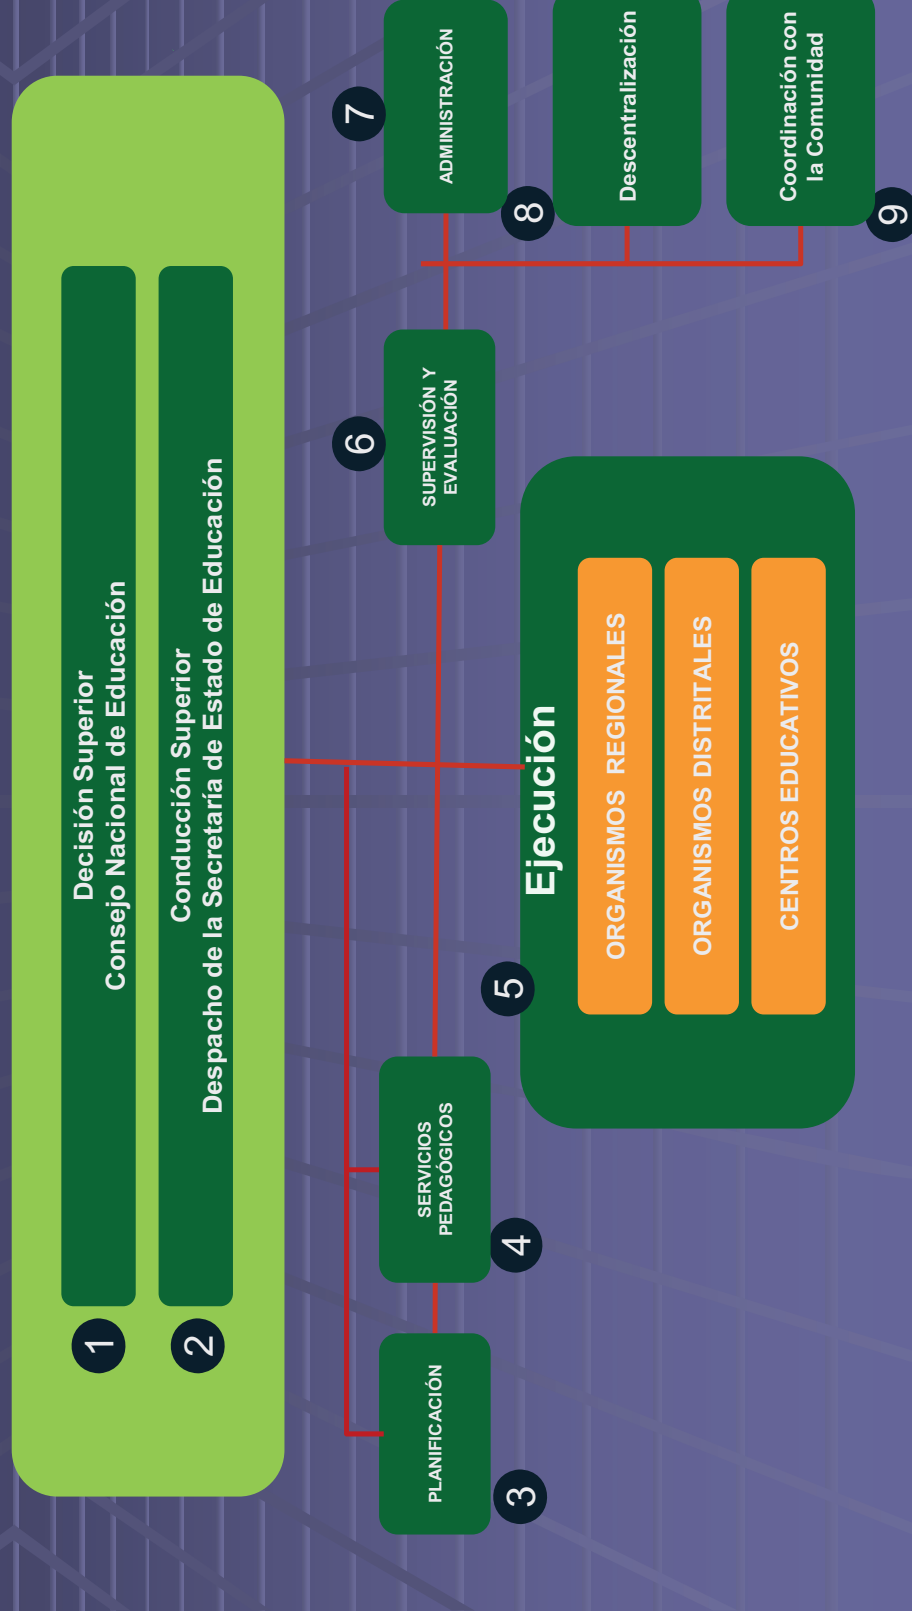 1
Decisión Superior
Consejo Nacional de Educación
2
Conducción Superior
Despacho de la Secretaría de Estado de Educación
3
PLANIFICACIÓN
4
SERVICIOS
PEDAGÓGICOS
5
Ejecución
ORGANISMOS REGIONALES
ORGANISMOS DISTRITALES
CENTROS EDUCATIVOS
6
SUPERVISIÓN Y
EVALUACIÓN
7
ADMINISTRACIÓN
8
Descentralización
9
Coordinación con
la Comunidad